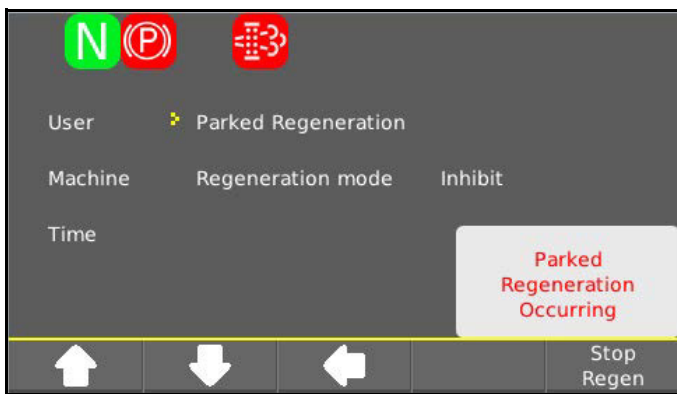 N (P)
User Parked Regeneration
Machine Regeneration mode Inhibit
Time
Parked
Regeneration
Occurring
Stop
Regen